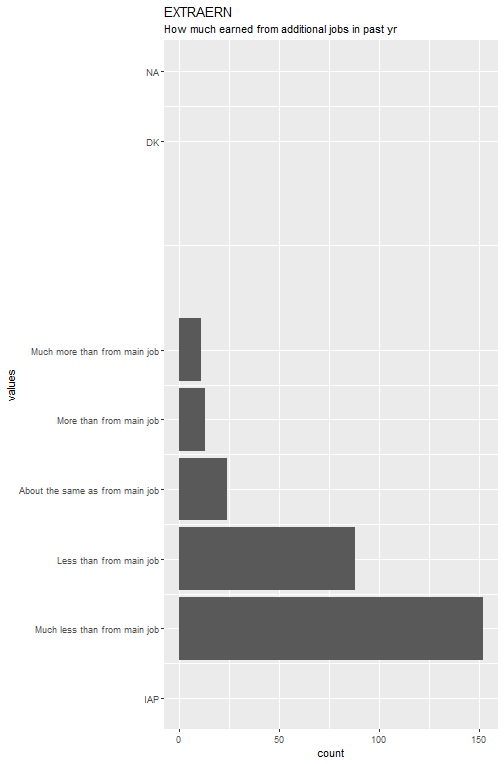 EXTRAERN
How much earned from additional jobs in past yr
NA
DK
Much more than from main job
More than from main job
About the same as from main job
Less than from main job
Much less than from main job
IAP
values
0 50 100 150
count